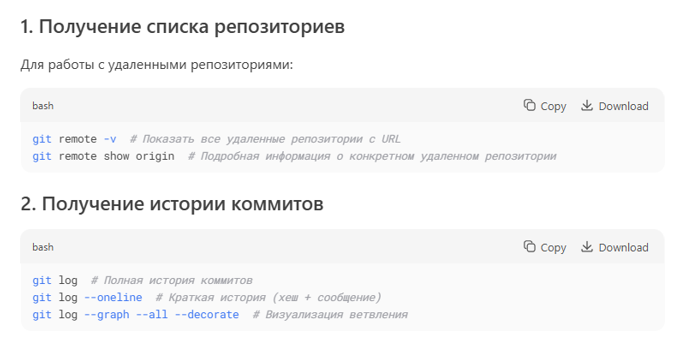 1. Получение списка репозиториев
Для работы с удаленными репозиториями:
bash Copy Download
git remote -v # Показать все удаленные репозитории с URL
git remote show origin # Подробная информация о конкретном удаленном репозитории
2. Получение истории коммитов
bash Copy Download
git log # Полная история коммитов
git log --oneline # Краткая история (хеш + сообщение)
git log --graph --all --decorate # Визуализация ветвления